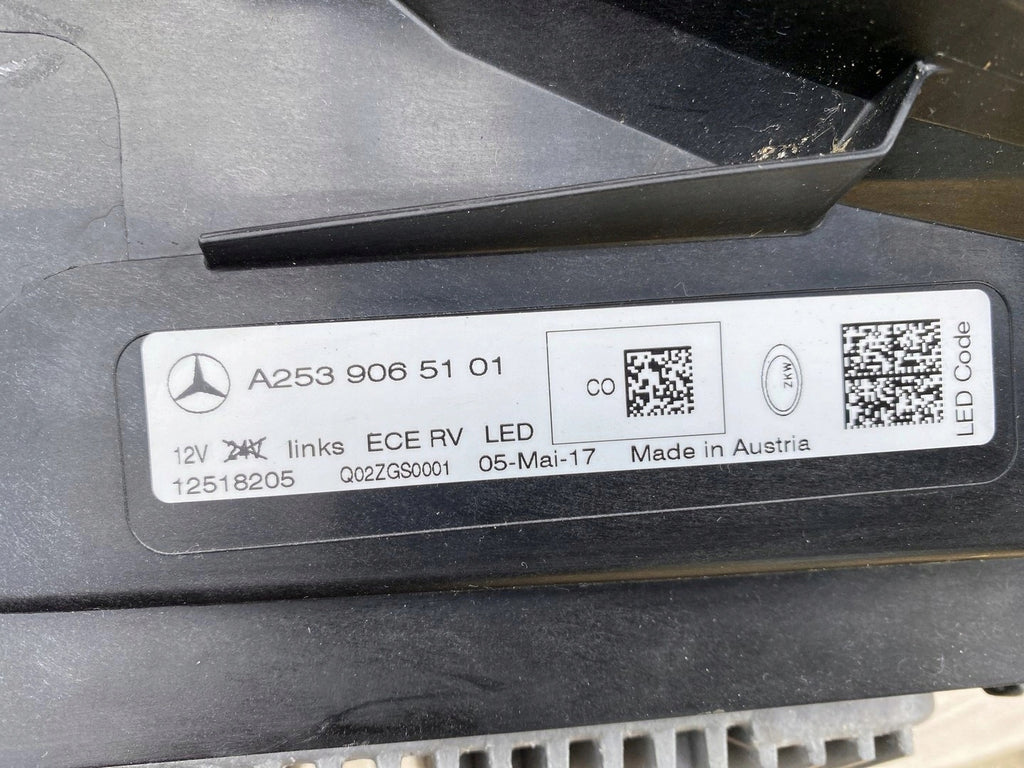 A253 906 51 01
CO
ZKW
LED Code
12V 24V links ECE RV LED
12518205 Q02ZGS0001 05-Mai-17 Made in Austria